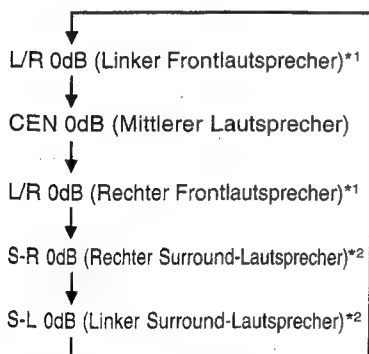 L/R 0dB (Linker Frontlautsprecher)*1
CEN 0dB (Mittlerer Lautsprecher)
L/R 0dB (Rechter Frontlautsprecher)*1
S-R 0dB (Rechter Surround-Lautsprecher)*2
S-L 0dB (Linker Surround-Lautsprecher)*2